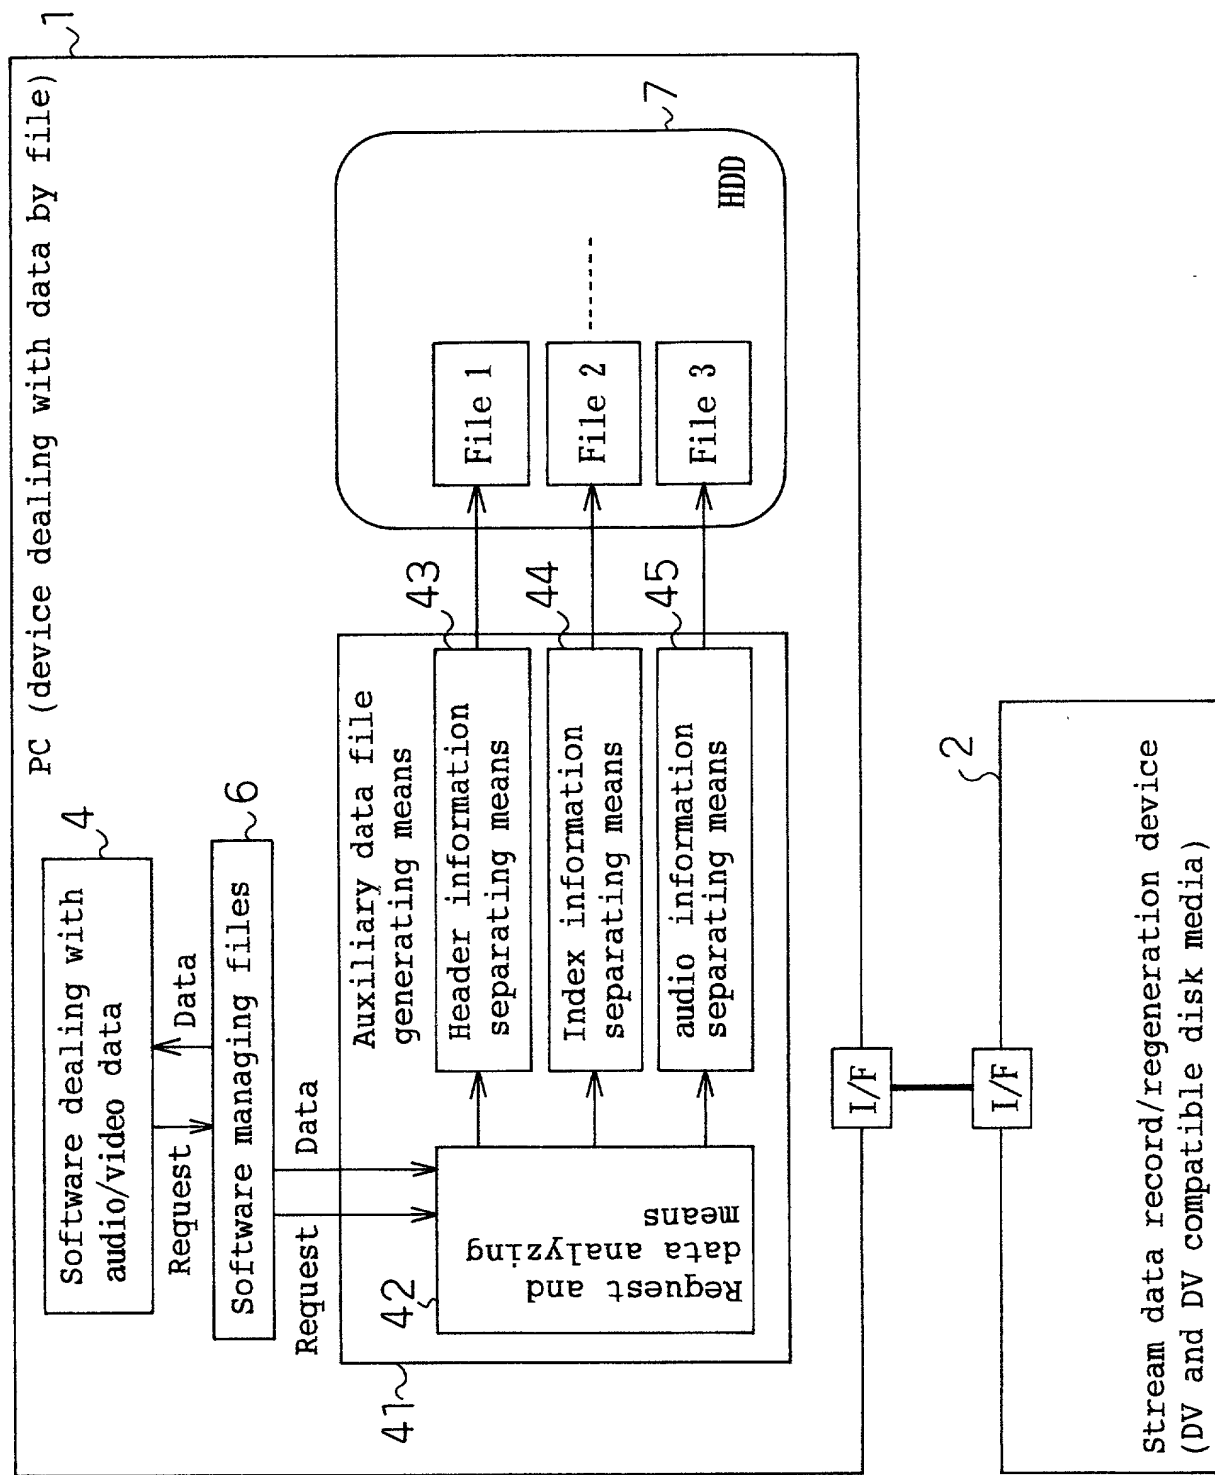 PC (device dealing with data by file)
1
Software dealing with
audio/video data
4
Request
Data
Software managing files
6
Request
Data
Auxiliary data file
generating means
41
Request and
data analyzing
means
42
Header information
separating means
43
Index information
separating means
44
audio information
separating means
45
File 1
File 2
File 3
HDD
7
I/F
I/F
2
Stream data record/regeneration device
(DV and DV compatible disk media)